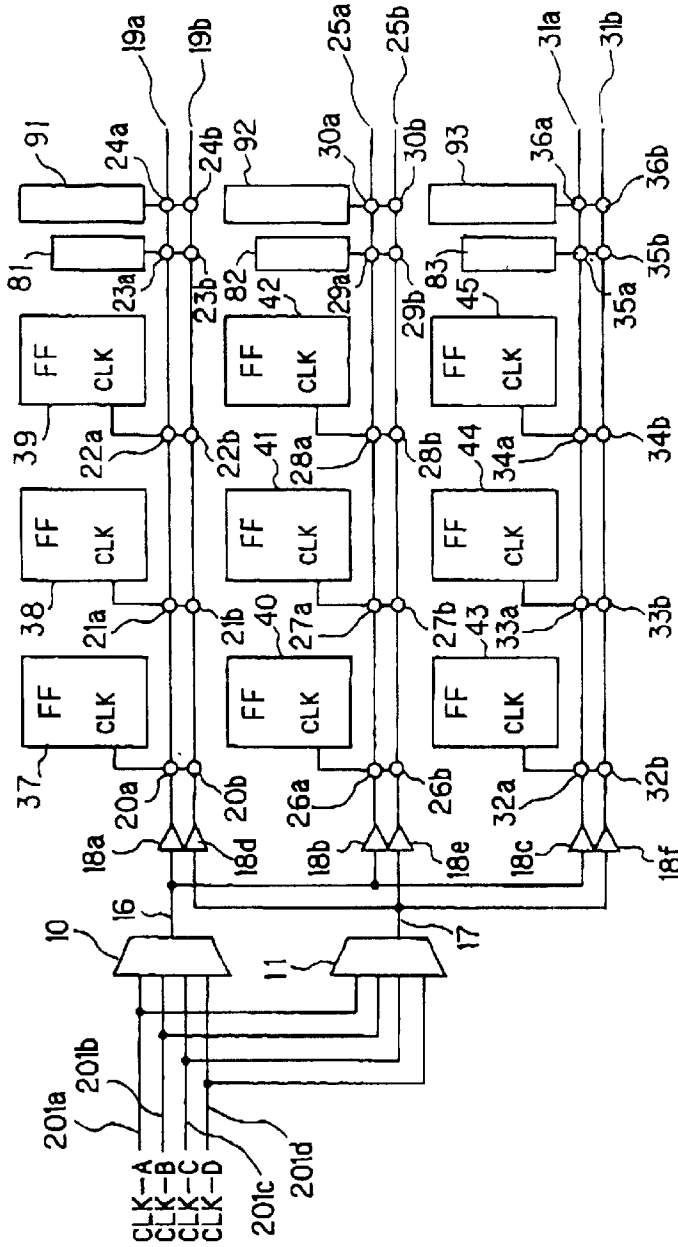 91
81
39
38
37
FF
CLK
FF
CLK
FF
CLK
24a
19a
23a
22a
21a
20a
18a
16
10
19b
24b
23b
22b
21b
20b
18d
201a
201b
CLK-A
CLK-B
CLK-C
CLK-D
201c
201d
92
82
42
41
40
FF
CLK
FF
CLK
FF
CLK
30a
25a
29a
28a
27a
26a
18b
11
25b
30b
29b
28b
27b
26b
18e
17
93
83
45
44
43
FF
CLK
FF
CLK
FF
CLK
36a
31a
35a
34a
33a
32a
18c
31b
36b
35b
34b
33b
32b
18f